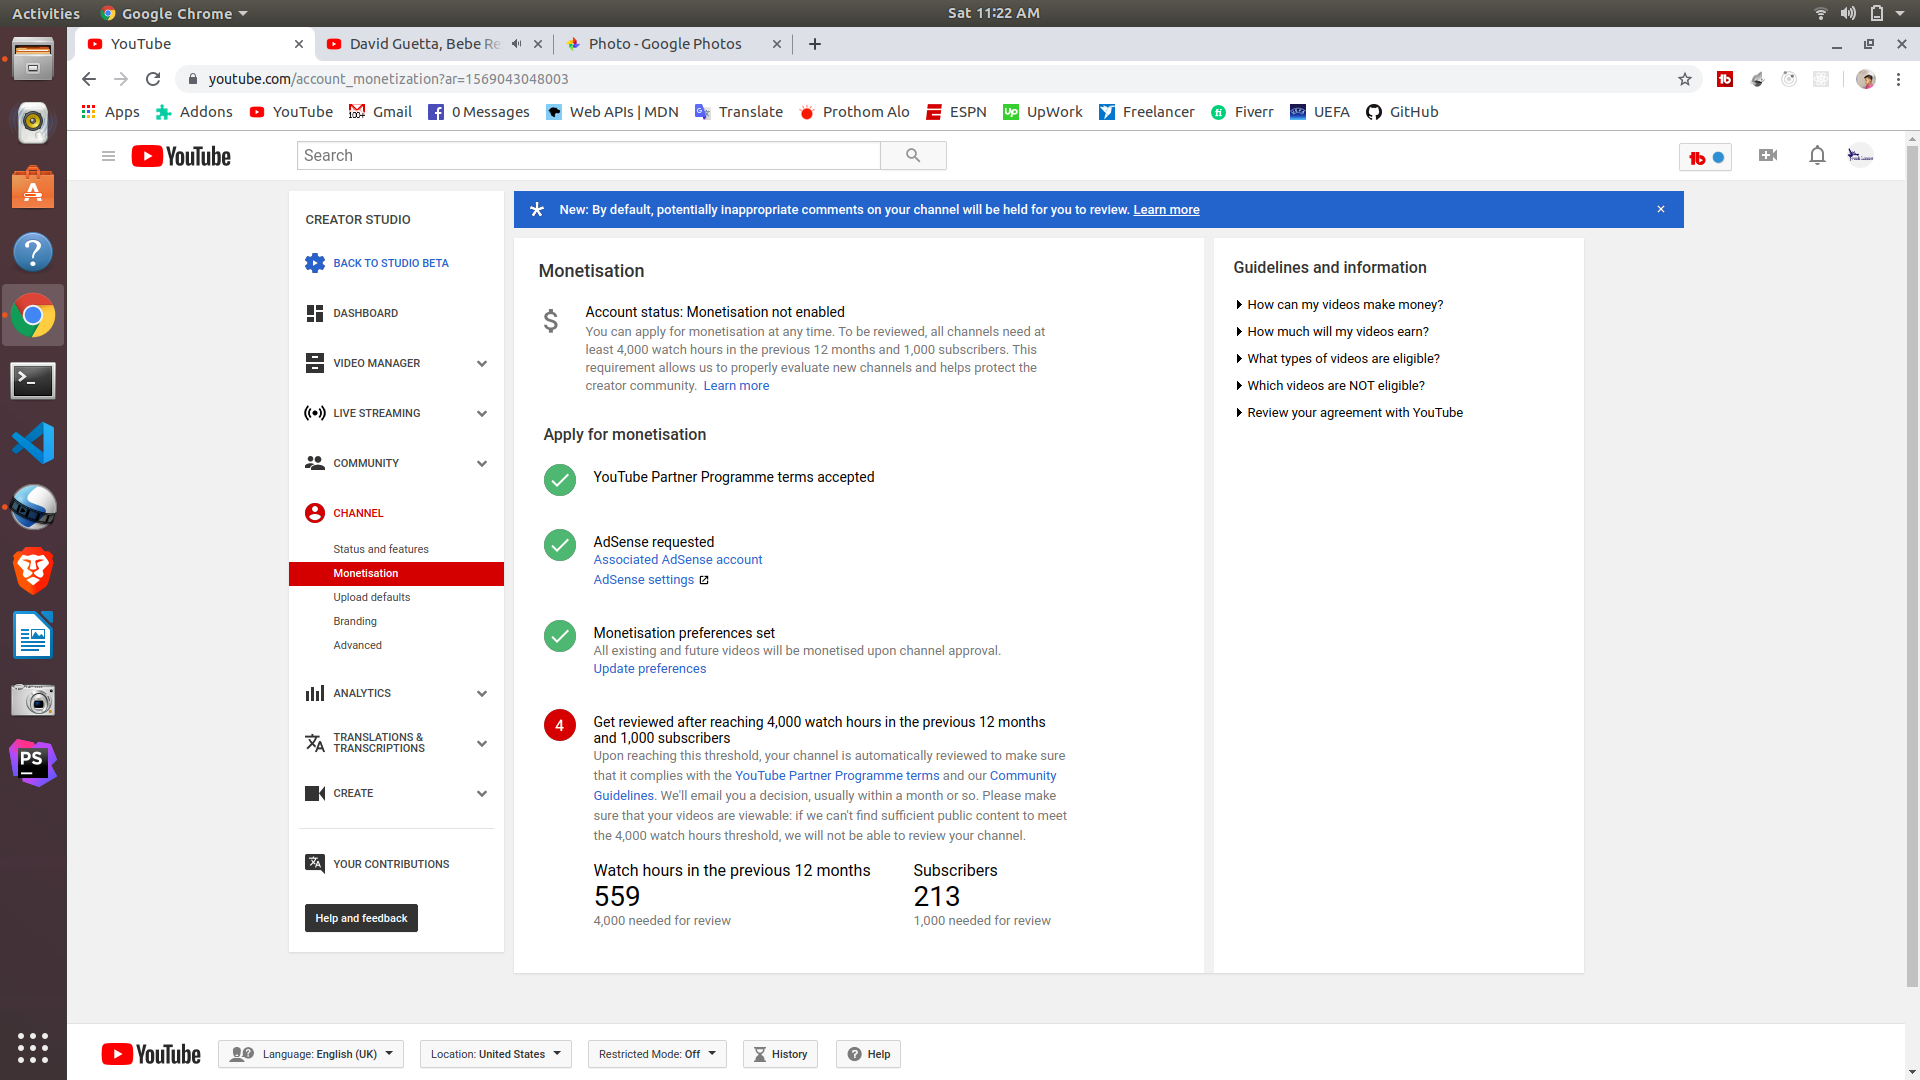 Activities
Google Chrome
Sat 11:22 AM
YouTube
David Guetta, Bebe Re
Photo - Google Photos
youtube.com/account_monetization?ar=1569043048003
Apps
Addons
YouTube
Gmail
0 Messages
Web APIs | MDN
Translate
Prothom Alo
ESPN
UpWork
Freelancer
Fiverr
UEFA
GitHub
YouTube
Search
CREATOR STUDIO
BACK TO STUDIO BETA
DASHBOARD
VIDEO MANAGER
LIVE STREAMING
COMMUNITY
CHANNEL
Status and features
Monetisation
Upload defaults
Branding
Advanced
ANALYTICS
TRANSLATIONS &
TRANSCRIPTIONS
CREATE
YOUR CONTRIBUTIONS
Help and feedback
New: By default, potentially inappropriate comments on your channel will be held for you to review. Learn more
Monetisation
Account status: Monetisation not enabled
You can apply for monetisation at any time. To be reviewed, all channels need at
least 4,000 watch hours in the previous 12 months and 1,000 subscribers. This
requirement allows us to properly evaluate new channels and helps protect the
creator community. Learn more
Apply for monetisation
YouTube Partner Programme terms accepted
AdSense requested
Associated AdSense account
AdSense settings
Monetisation preferences set
All existing and future videos will be monetised upon channel approval.
Update preferences
4
Get reviewed after reaching 4,000 watch hours in the previous 12 months
and 1,000 subscribers
Upon reaching this threshold, your channel is automatically reviewed to make sure
that it complies with the YouTube Partner Programme terms and our Community
Guidelines. We'll email you a decision, usually within a month or so. Please make
sure that your videos are viewable: if we can't find sufficient public content to meet
the 4,000 watch hours threshold, we will not be able to review your channel.
Watch hours in the previous 12 months
559
4,000 needed for review
Subscribers
213
1,000 needed for review
Guidelines and information
How can my videos make money?
How much will my videos earn?
What types of videos are eligible?
Which videos are NOT eligible?
Review your agreement with YouTube
PS
YouTube
Language: English (UK)
Location: United States
Restricted Mode: Off
History
Help